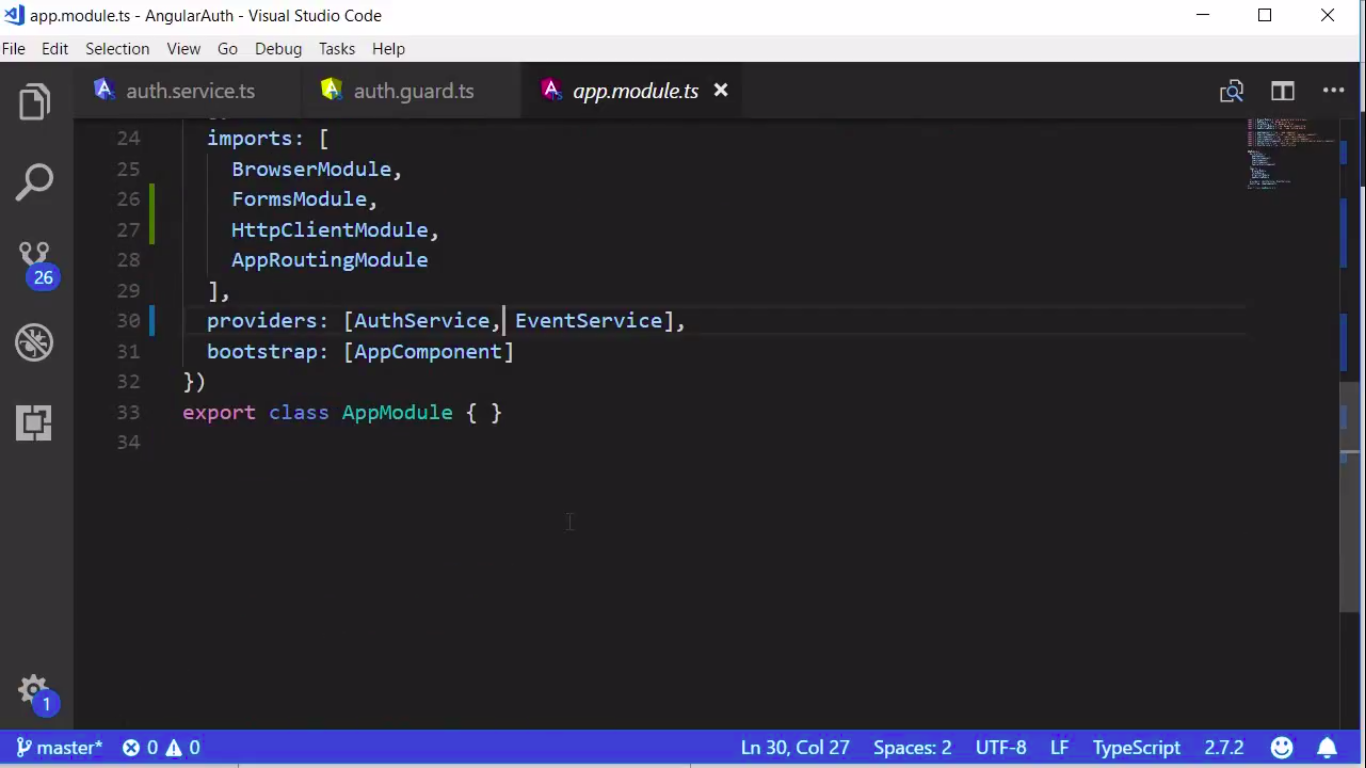 app.module.ts - AngularAuth - Visual Studio Code
File Edit Selection View Go Debug Tasks Help
auth.service.ts auth.guard.ts app.module.ts
24 imports: [
25 BrowserModule,
26 FormsModule,
27 HttpClientModule,
28 AppRoutingModule
29 ],
30 providers: [AuthService, EventService],
31 bootstrap: [AppComponent]
32 })
33 export class AppModule { }
34
26
1
master* 0 0 Ln 30, Col 27 Spaces: 2 UTF-8 LF TypeScript 2.7.2